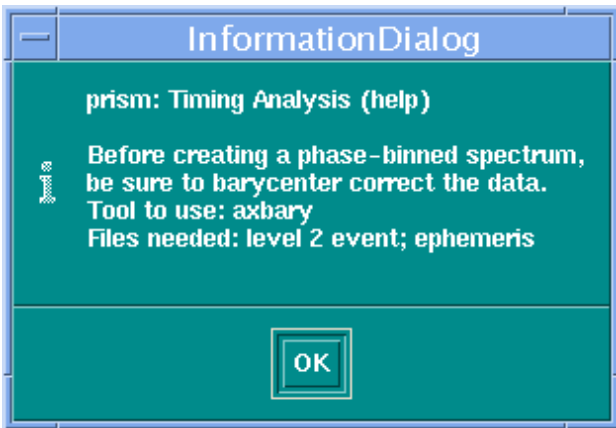 InformationDialog
prism: Timing Analysis (help)
Before creating a phase-binned spectrum,
be sure to barycenter correct the data.
Tool to use: axbary
Files needed: level 2 event; ephemeris
OK